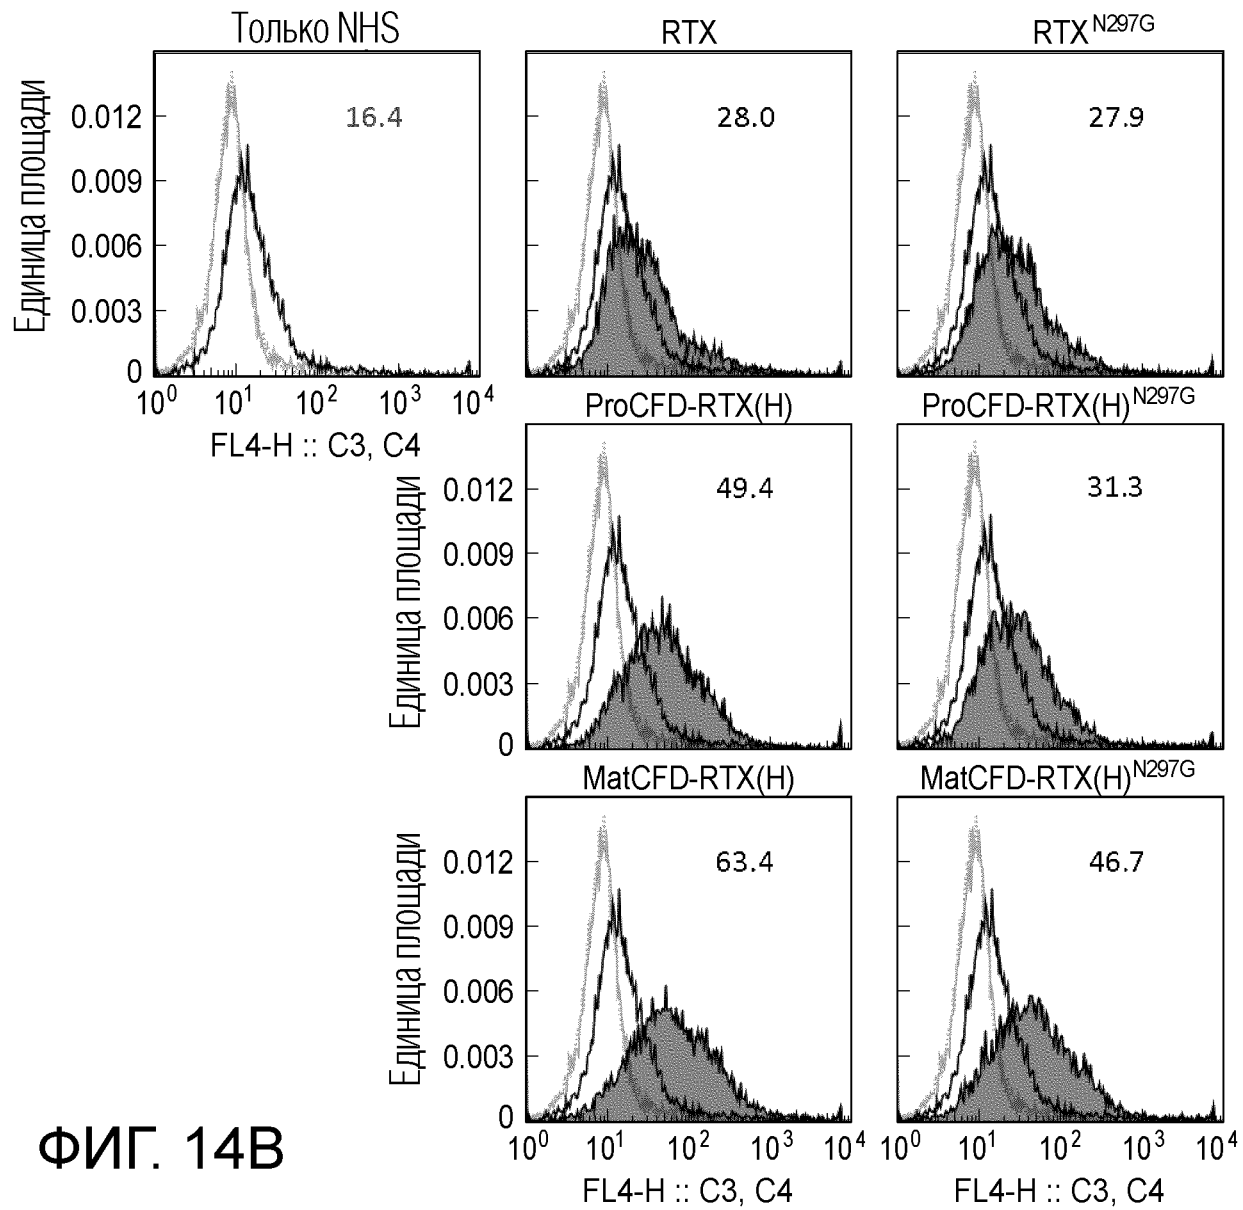 Только NHS
RTX
RTX^N297G
Единица площади
0.012
0.009
0.006
0.003
0
16.4
28.0
27.9
10^0 10^1 10^2 10^3 10^4
FL4-H :: C3, C4
ProCFD-RTX(H)
ProCFD-RTX(H)^N297G
Единица площади
0.012
0.009
0.006
0.003
0
49.4
31.3
MatCFD-RTX(H)
MatCFD-RTX(H)^N297G
Единица площади
0.012
0.009
0.006
0.003
0
63.4
46.7
10^0 10^1 10^2 10^3 10^4
10^0 10^1 10^2 10^3 10^4
FL4-H :: C3, C4
FL4-H :: C3, C4
ФИГ. 14B